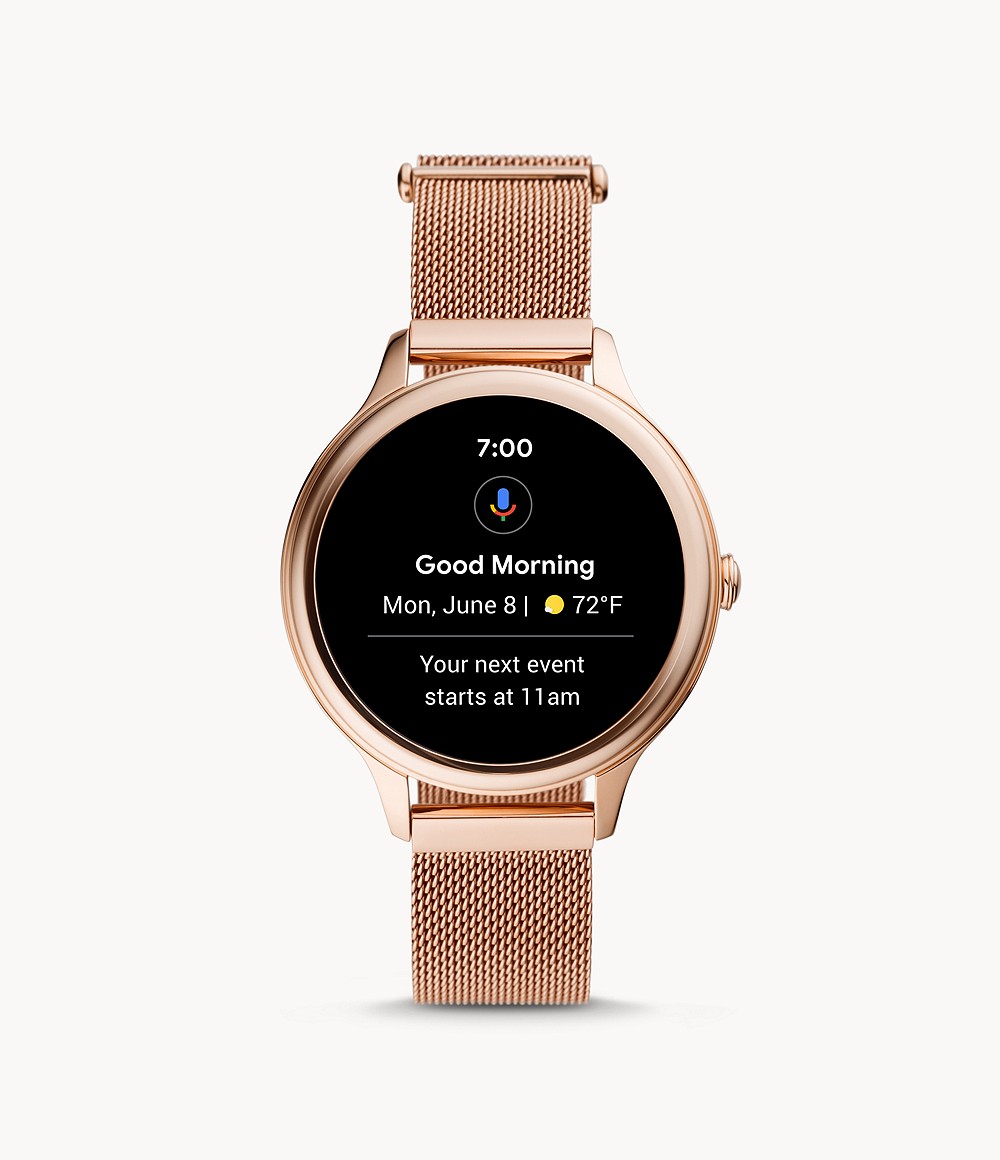 7:00
Good Morning
Mon, June 8 | 72°F
Your next event
starts at 11am